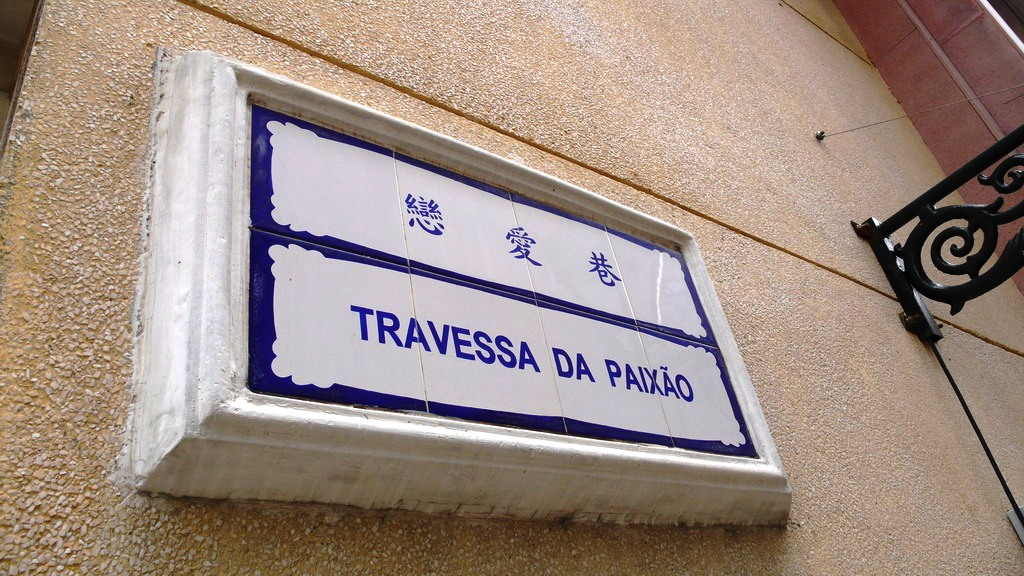 戀愛巷
TRAVESSA DA PAIXÃO